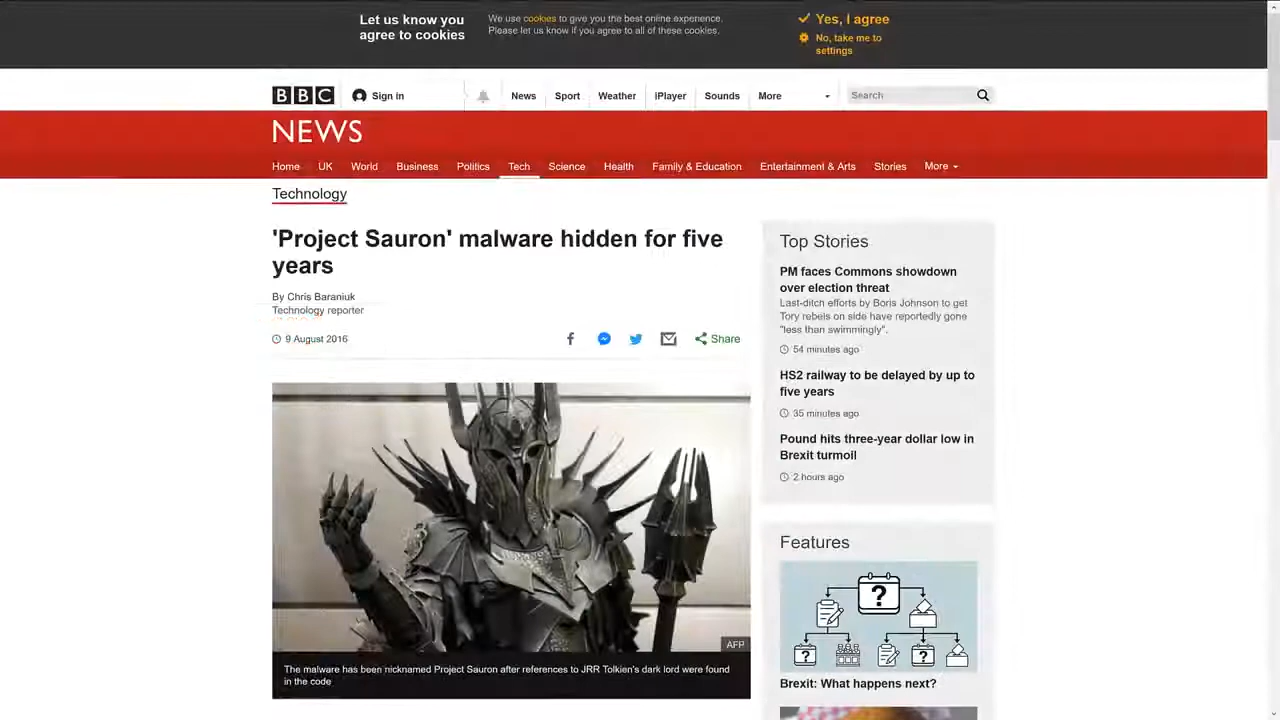 Let us know you
agree to cookies
We use cookies to give you the best online experience.
Please let us know if you agree to all of these cookies.
Yes, I agree
No, take me to
settings
BBC
Sign in
News
Sport
Weather
iPlayer
Sounds
More
Search
NEWS
Home
UK
World
Business
Politics
Tech
Science
Health
Family & Education
Entertainment & Arts
Stories
More
Technology
'Project Sauron' malware hidden for five
years
By Chris Baraniuk
Technology reporter
9 August 2016
Share
AFP
The malware has been nicknamed Project Sauron after references to JRR Tolkien's dark lord were found
in the code
Top Stories
PM faces Commons showdown
over election threat
Last-ditch efforts by Boris Johnson to get
Tory rebels on side have reportedly gone
"less than swimmingly".
54 minutes ago
HS2 railway to be delayed by up to
five years
35 minutes ago
Pound hits three-year dollar low in
Brexit turmoil
2 hours ago
Features
?
?
?
Brexit: What happens next?